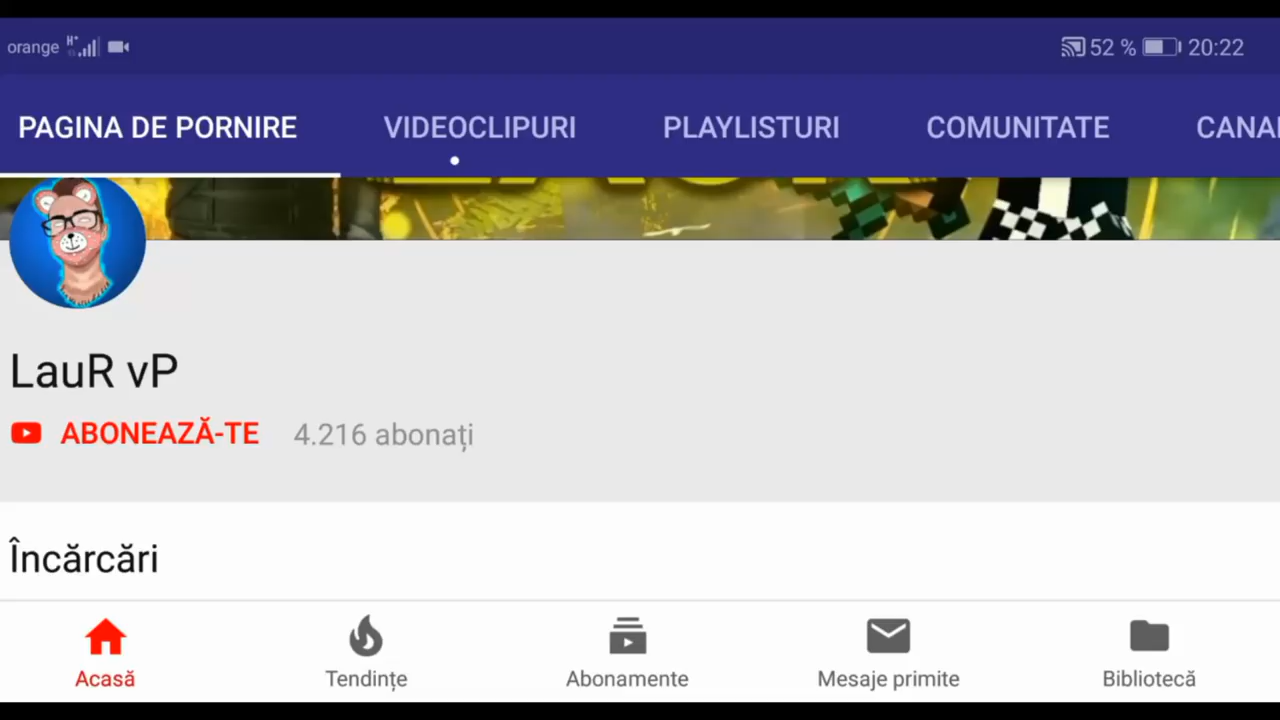 orange H+ 52 % 20:22
PAGINA DE PORNIRE VIDEOCLIPURI PLAYLISTURI COMUNITATE CANA
LauR vP
ABONEAZĂ-TE 4.216 abonați
Încărcări
Acasă Tendințe Abonamente Mesaje primite Bibliotecă